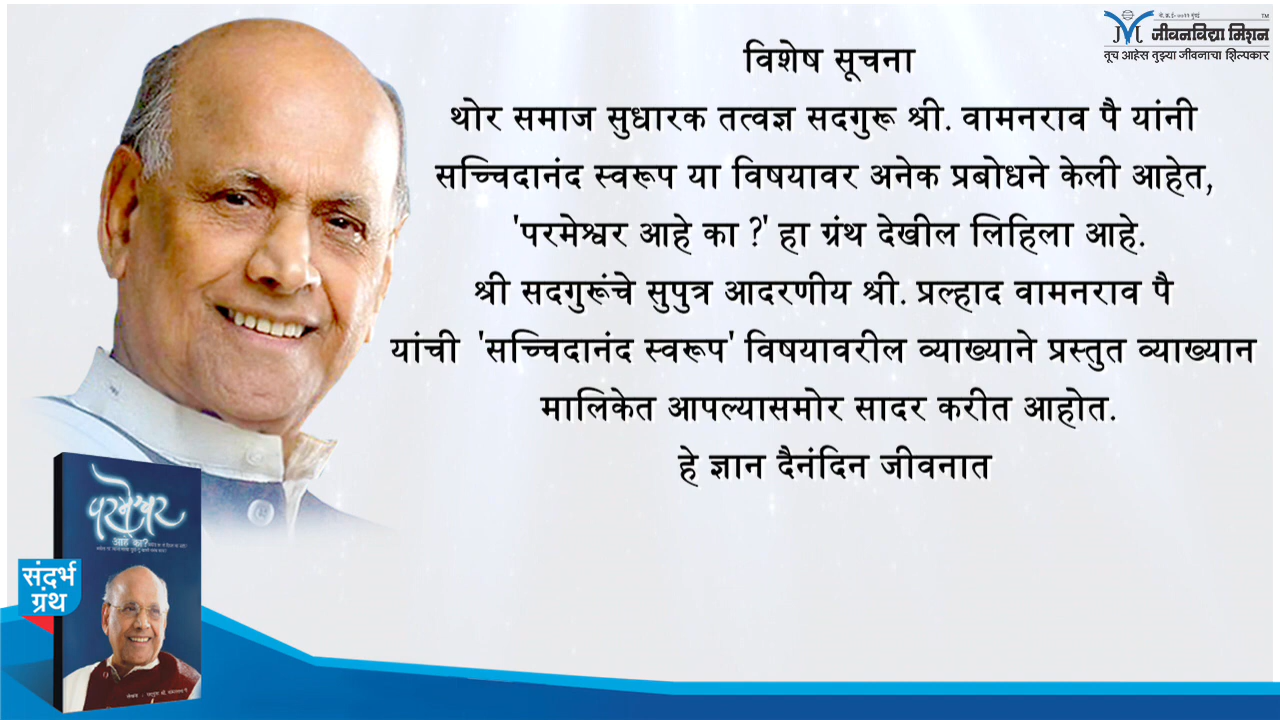 जीवनविद्या मिशन
TM
तूच आहेस तुझ्या जीवनाचा शिल्पकार
विशेष सूचना
थोर समाज सुधारक तत्वज्ञ सदगुरू श्री. वामनराव पै यांनी
सच्चिदानंद स्वरूप या विषयावर अनेक प्रबोधने केली आहेत,
'परमेश्वर आहे का ?' हा ग्रंथ देखील लिहिला आहे.
श्री सदगुरूंचे सुपुत्र आदरणीय श्री. प्रल्हाद वामनराव पै
यांची 'सच्चिदानंद स्वरूप' विषयावरील व्याख्याने प्रस्तुत व्याख्यान
मालिकेत आपल्यासमोर सादर करीत आहोत.
हे ज्ञान दैनंदिन जीवनात
परमेश्वर
आहे का?
संदर्भ
ग्रंथ